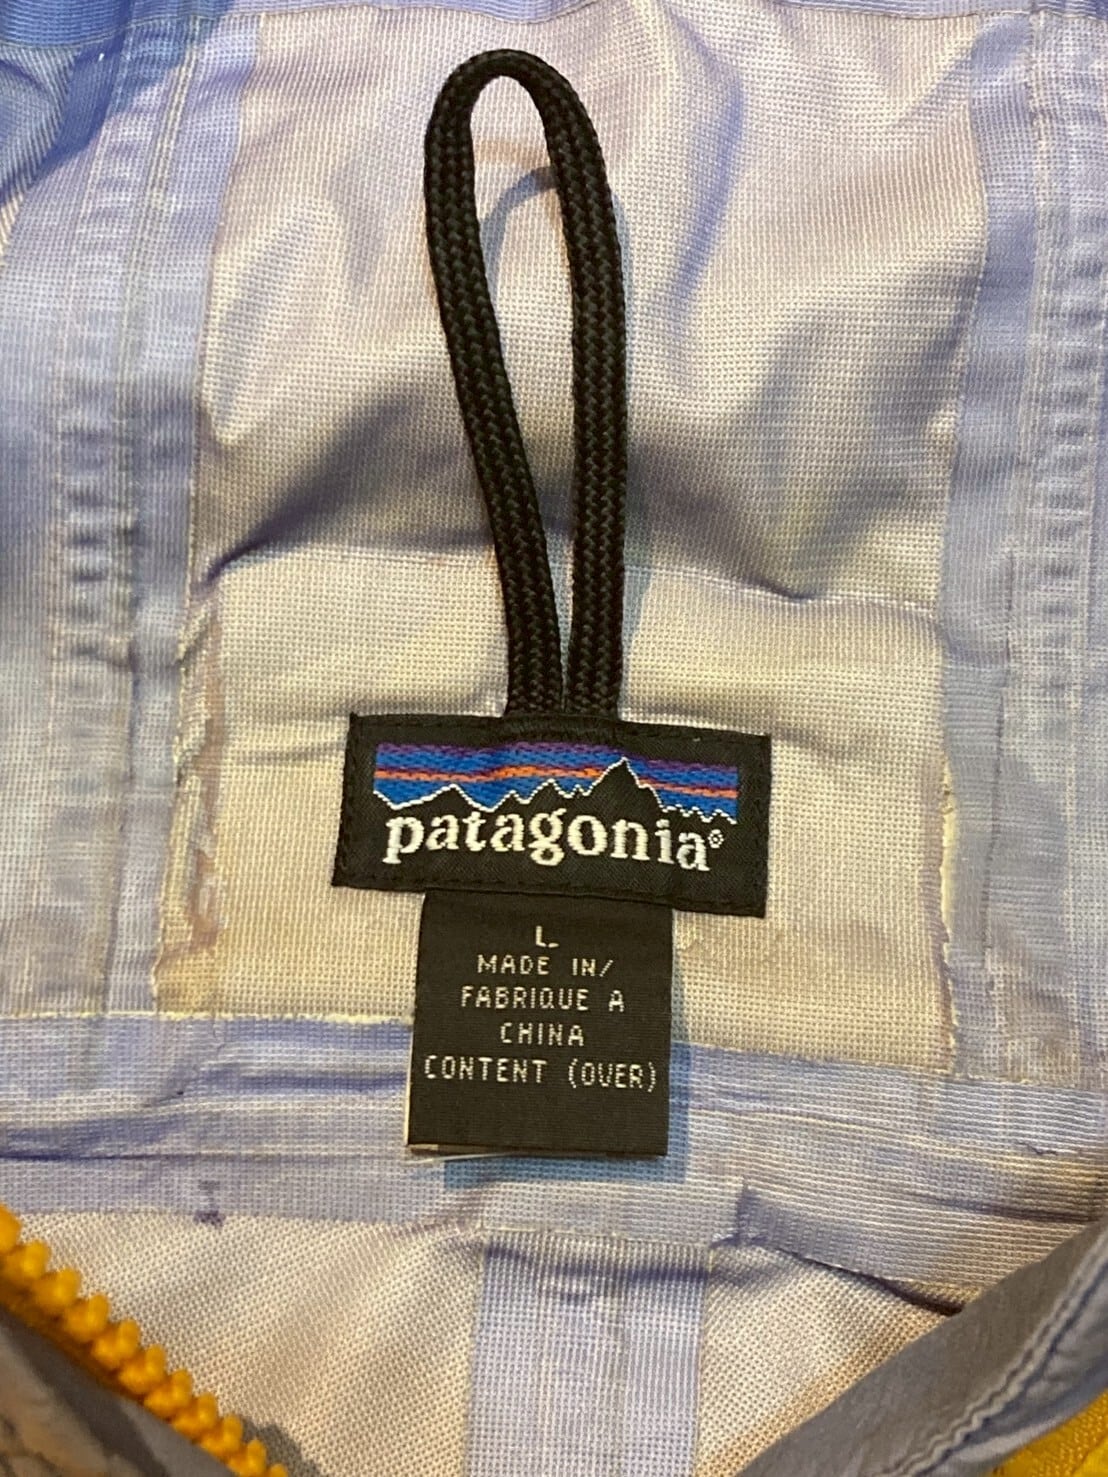 patagonia®
L
MADE IN/
FABRIQUE A
CHINA
CONTENT (OVER)